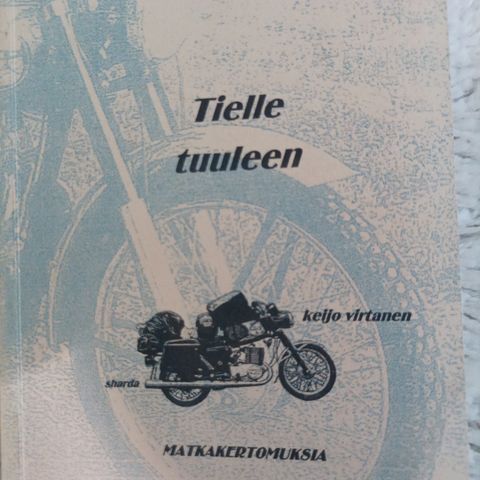 Tielle
tuuleen
keijo virtanen
sharda
MATKAKERTOMUKSIA